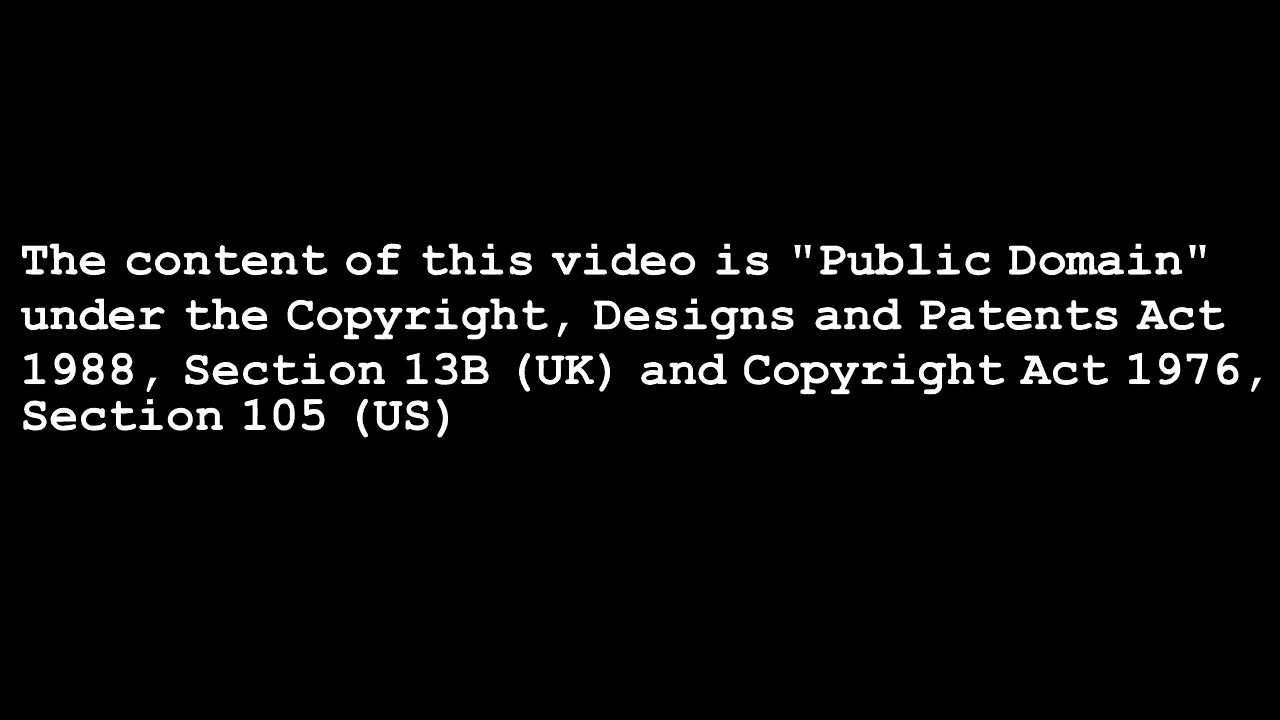 The content of this video is "Public Domain"
under the Copyright, Designs and Patents Act
1988, Section 13B (UK) and Copyright Act 1976,
Section 105 (US)